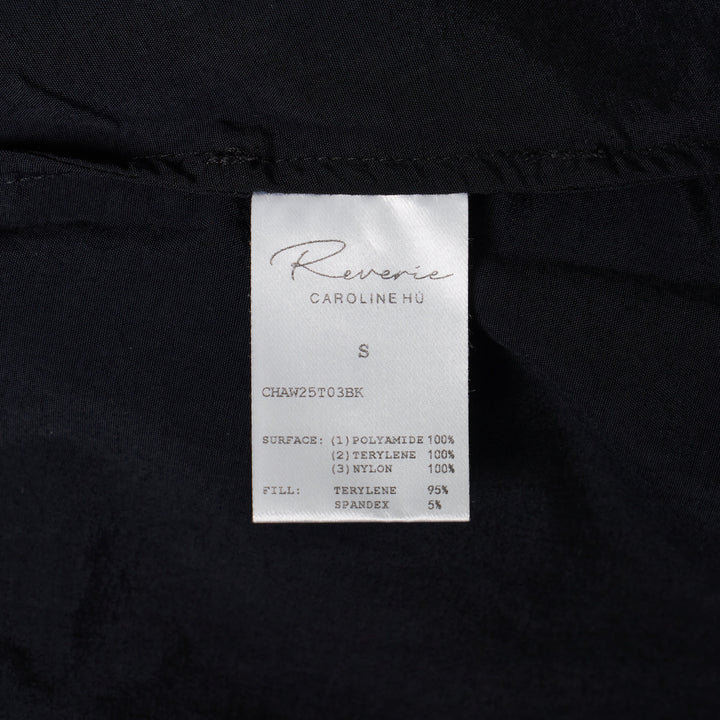 Reverie
CAROLINE HÚ
S
CHAW25T03BK
SURFACE: (1) POLYAMIDE 100%
(2) TERYLENE 100%
(3) NYLON 100%
FILL: TERYLENE 95%
SPANDEX 5%